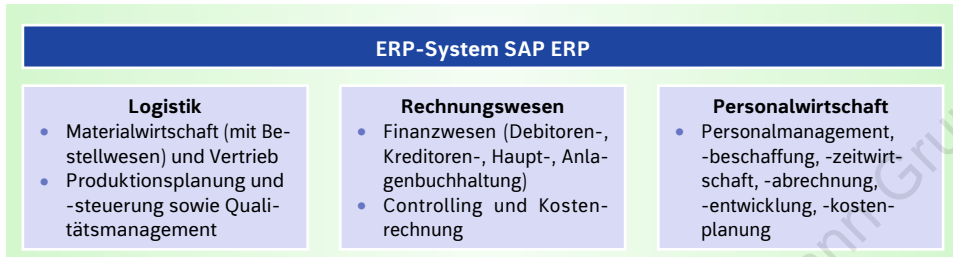 ERP-System SAP ERP
Logistik
• Materialwirtschaft (mit Be-
stellwesen) und Vertrieb
• Produktionsplanung und
-steuerung sowie Quali-
tätsmanagement
Rechnungswesen
• Finanzwesen (Debitoren-,
Kreditoren-, Haupt-, Anla-
genbuchhaltung)
• Controlling und Kosten-
rechnung
Personalwirtschaft
• Personalmanagement,
-beschaffung, -zeitwirt-
schaft, -abrechnung,
-entwicklung, -kosten-
planung